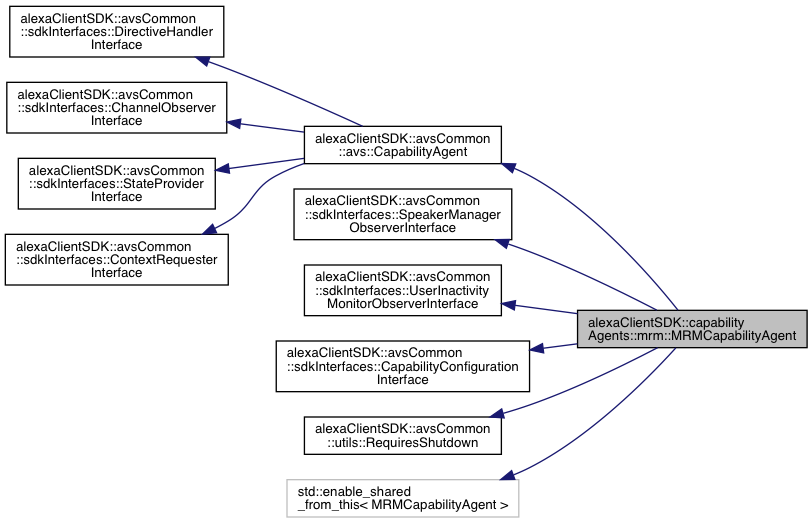 alexaClientSDK::avsCommon
::sdkInterfaces::DirectiveHandler
Interface
alexaClientSDK::avsCommon
::sdkInterfaces::ChannelObserver
Interface
alexaClientSDK::avsCommon
::sdkInterfaces::StateProvider
Interface
alexaClientSDK::avsCommon
::sdkInterfaces::ContextRequester
Interface
alexaClientSDK::avsCommon
::avs::CapabilityAgent
alexaClientSDK::avsCommon
::sdkInterfaces::SpeakerManager
ObserverInterface
alexaClientSDK::avsCommon
::sdkInterfaces::UserInactivity
MonitorObserverInterface
alexaClientSDK::avsCommon
::sdkInterfaces::CapabilityConfiguration
Interface
alexaClientSDK::avsCommon
::utils::RequiresShutdown
std::enable_shared
_from_this< MRMCapabilityAgent >
alexaClientSDK::capability
Agents::mrm::MRMCapabilityAgent